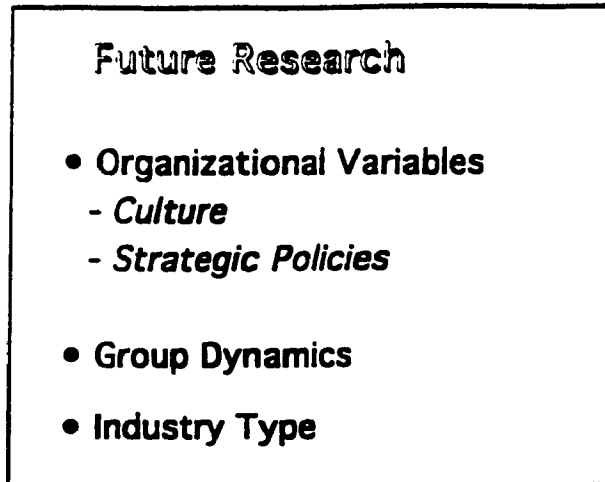 Future Research
• Organizational Variables
- Culture
- Strategic Policies
• Group Dynamics
• Industry Type